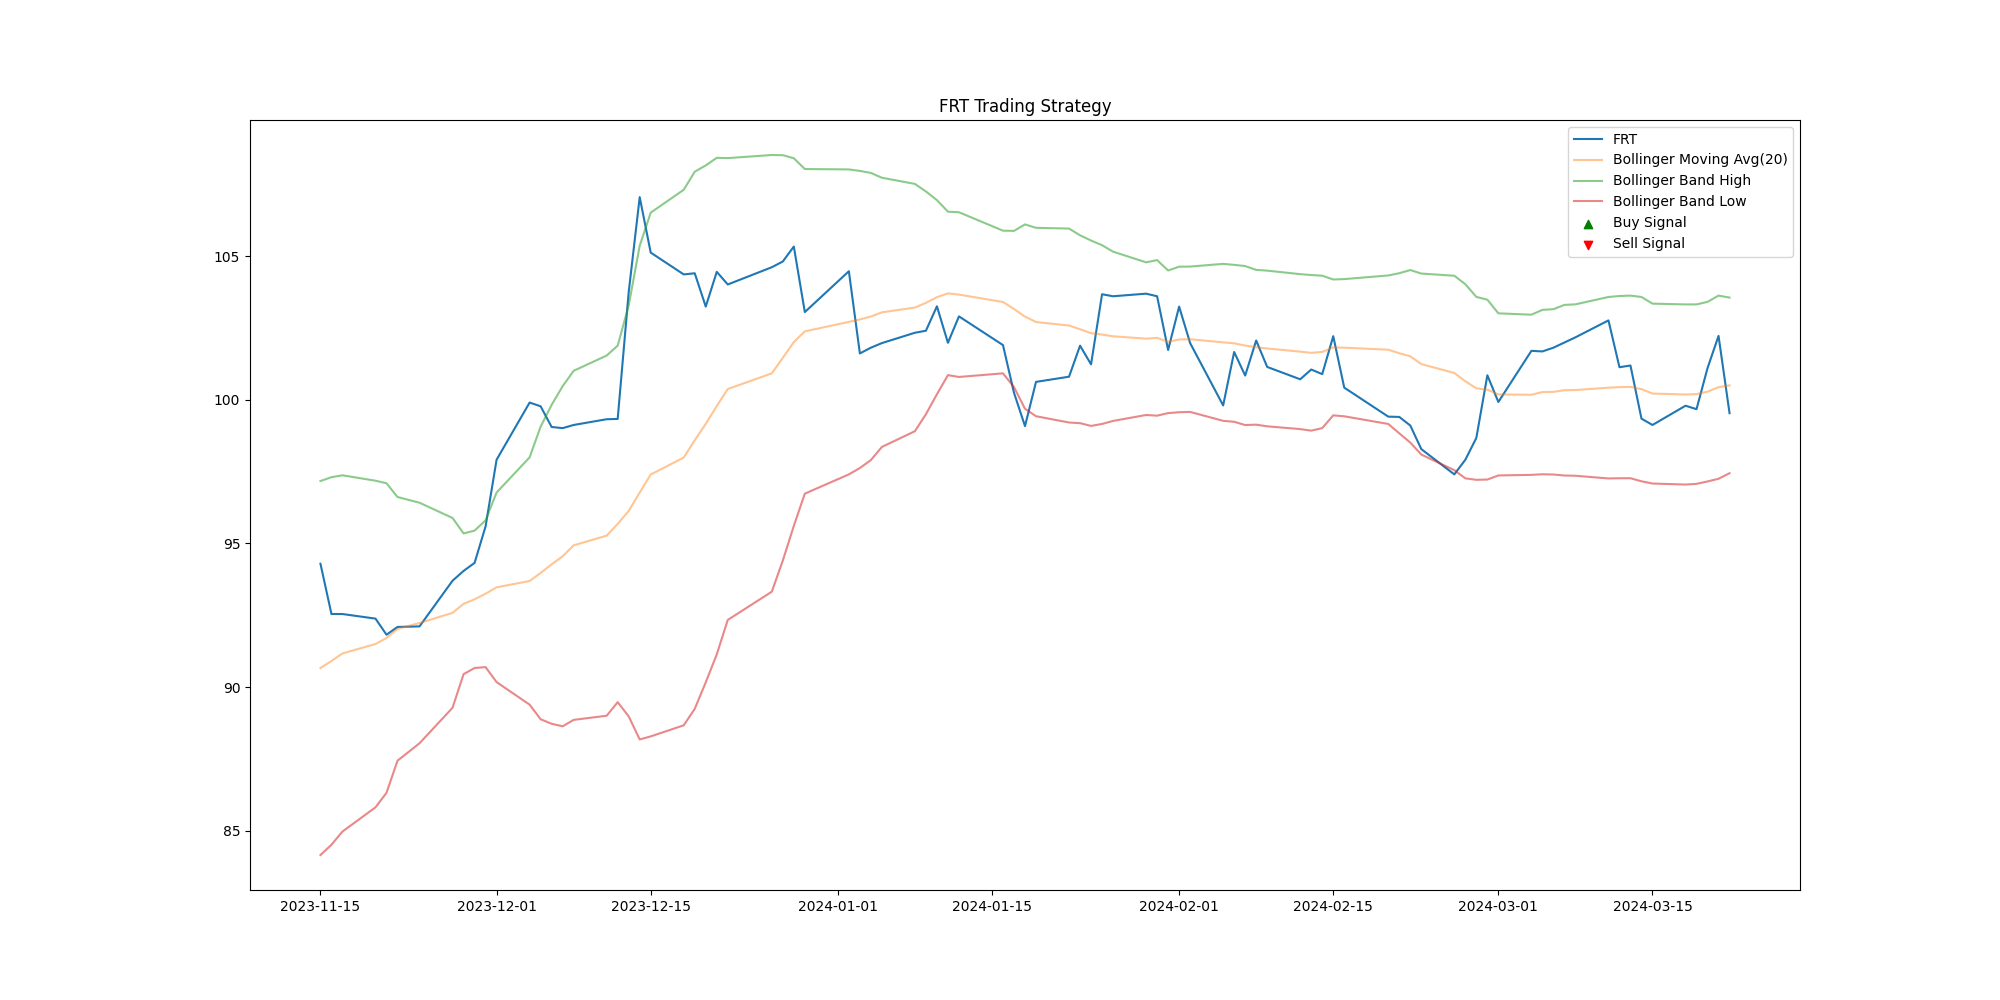 FRT Trading Strategy
FRT
Bollinger Moving Avg(20)
Bollinger Band High
Bollinger Band Low
Buy Signal
Sell Signal
105
100
95
90
85
2023-11-15 2023-12-01 2023-12-15 2024-01-01 2024-01-15 2024-02-01 2024-02-15 2024-03-01 2024-03-15